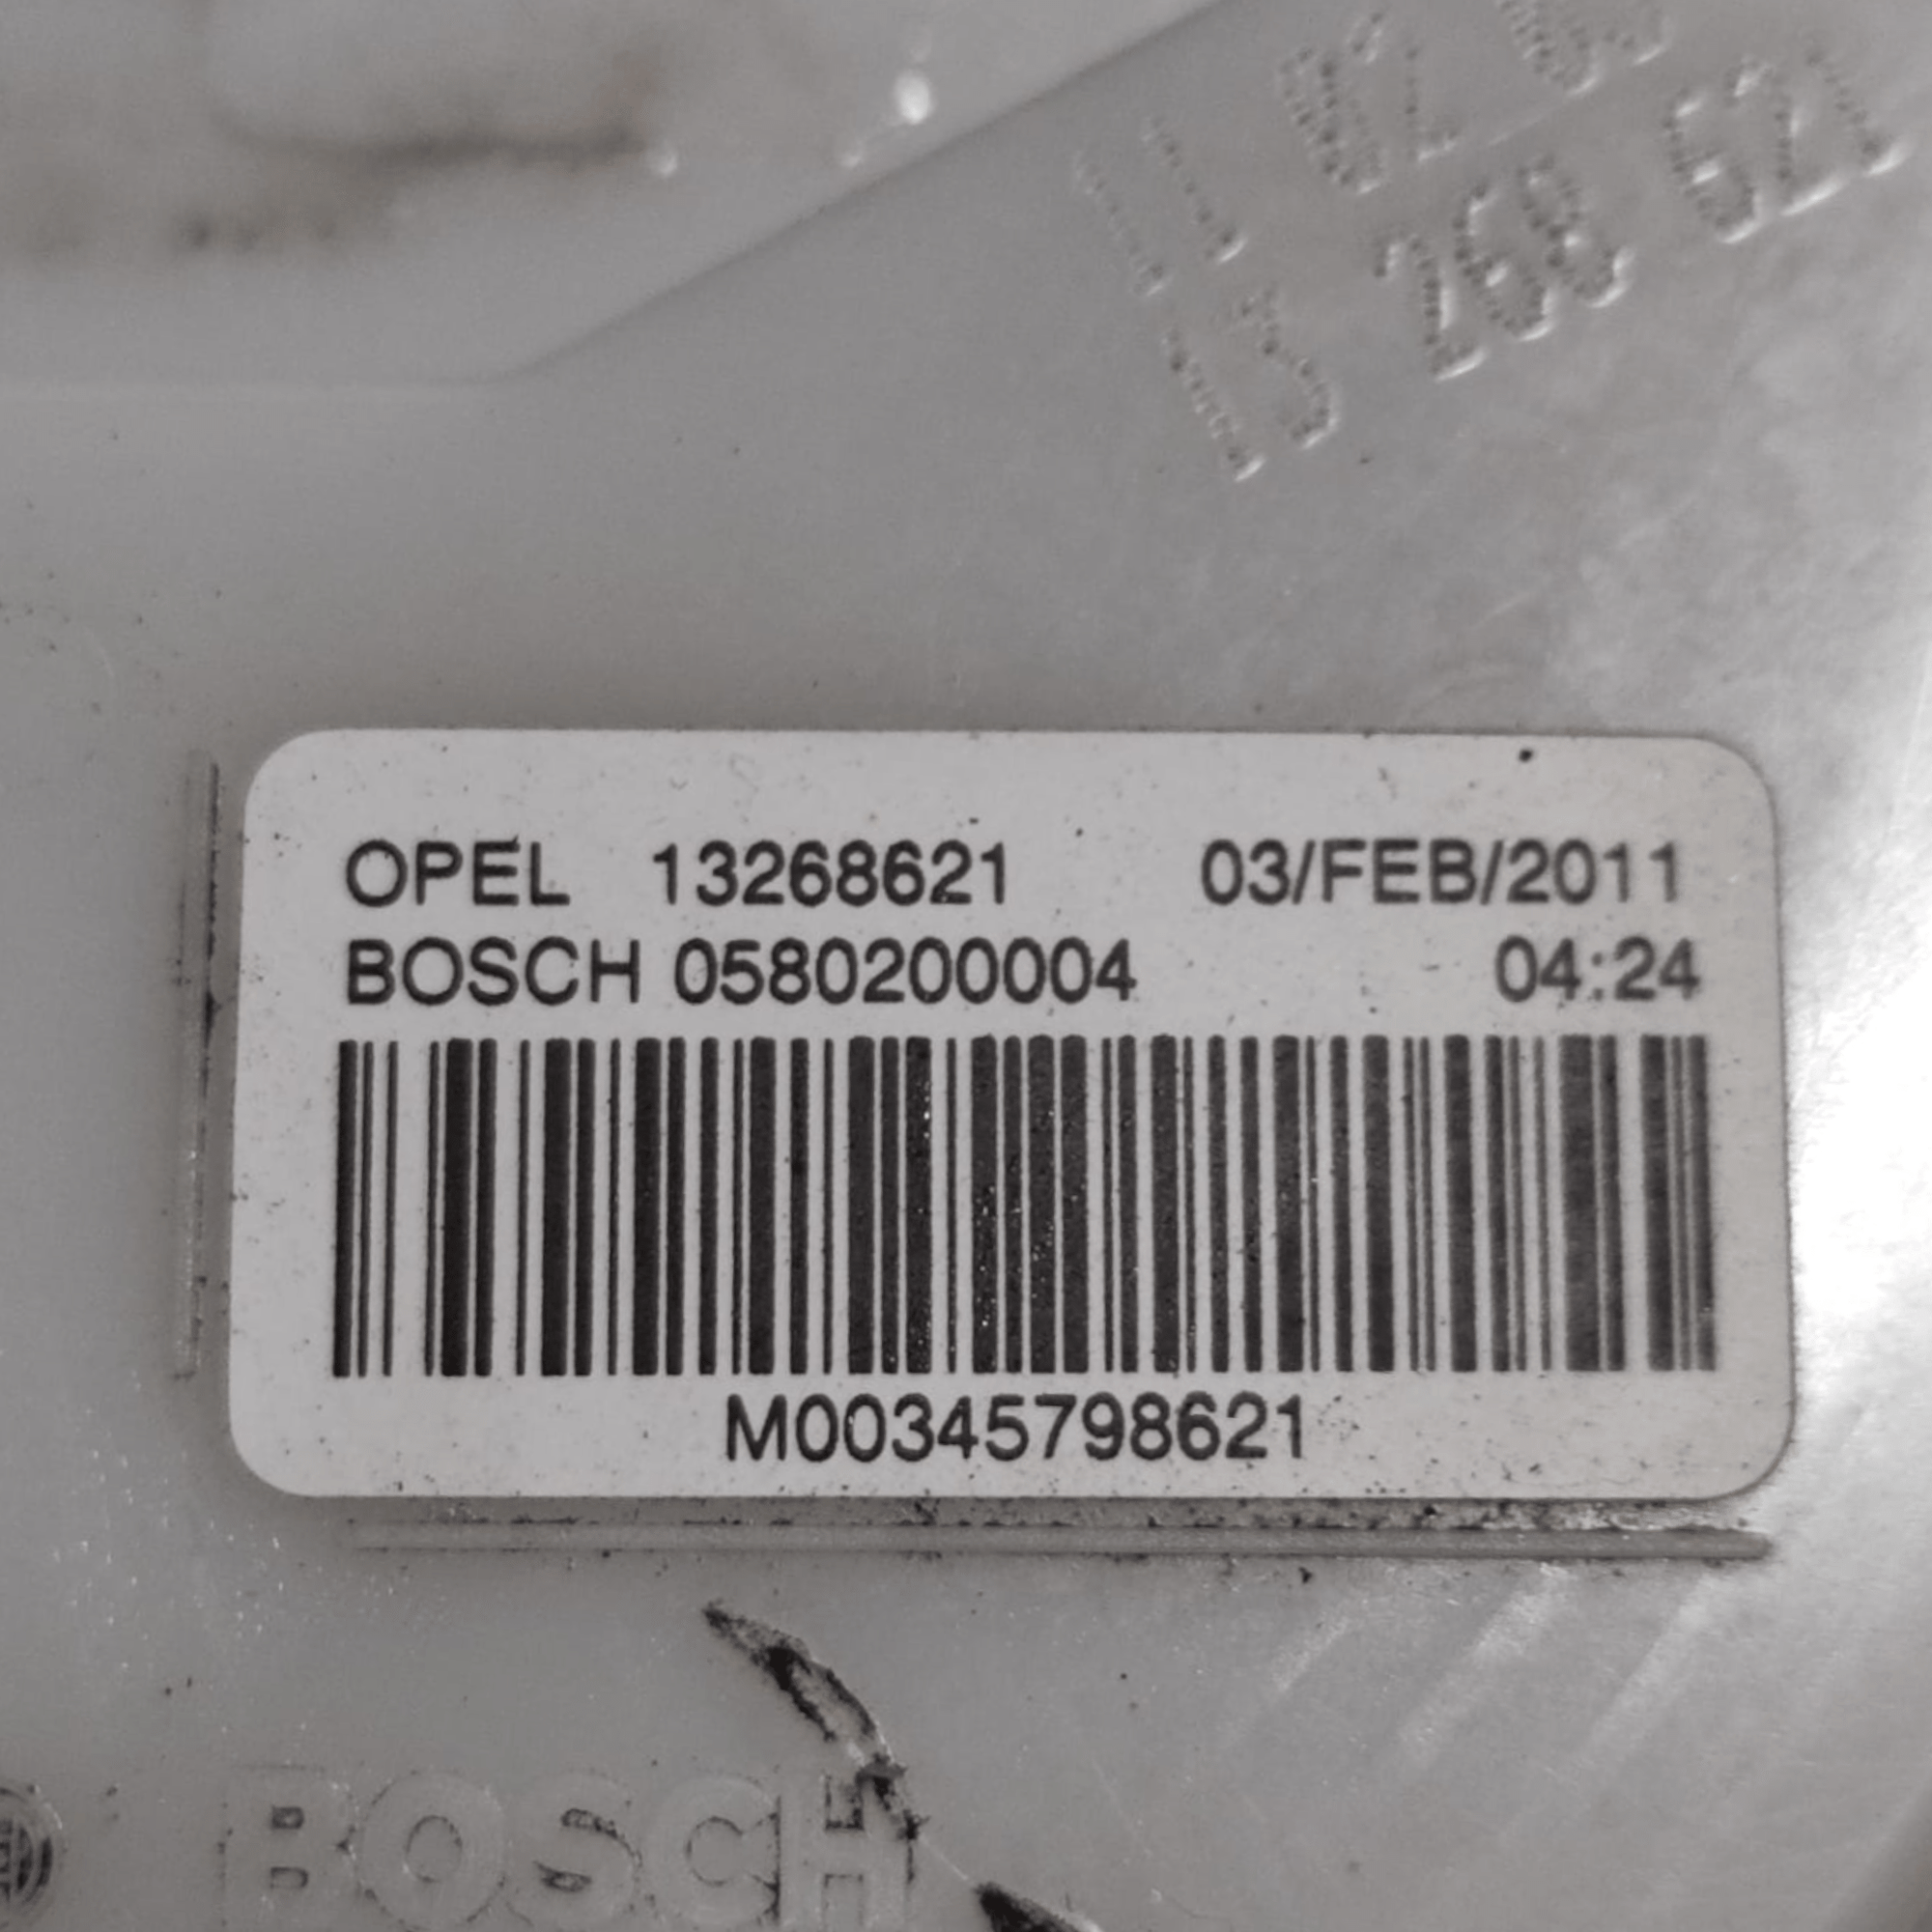 13 268 621
OPEL 13268621 03/FEB/2011
BOSCH 0580200004 04:24
M00345798621
BOSCH